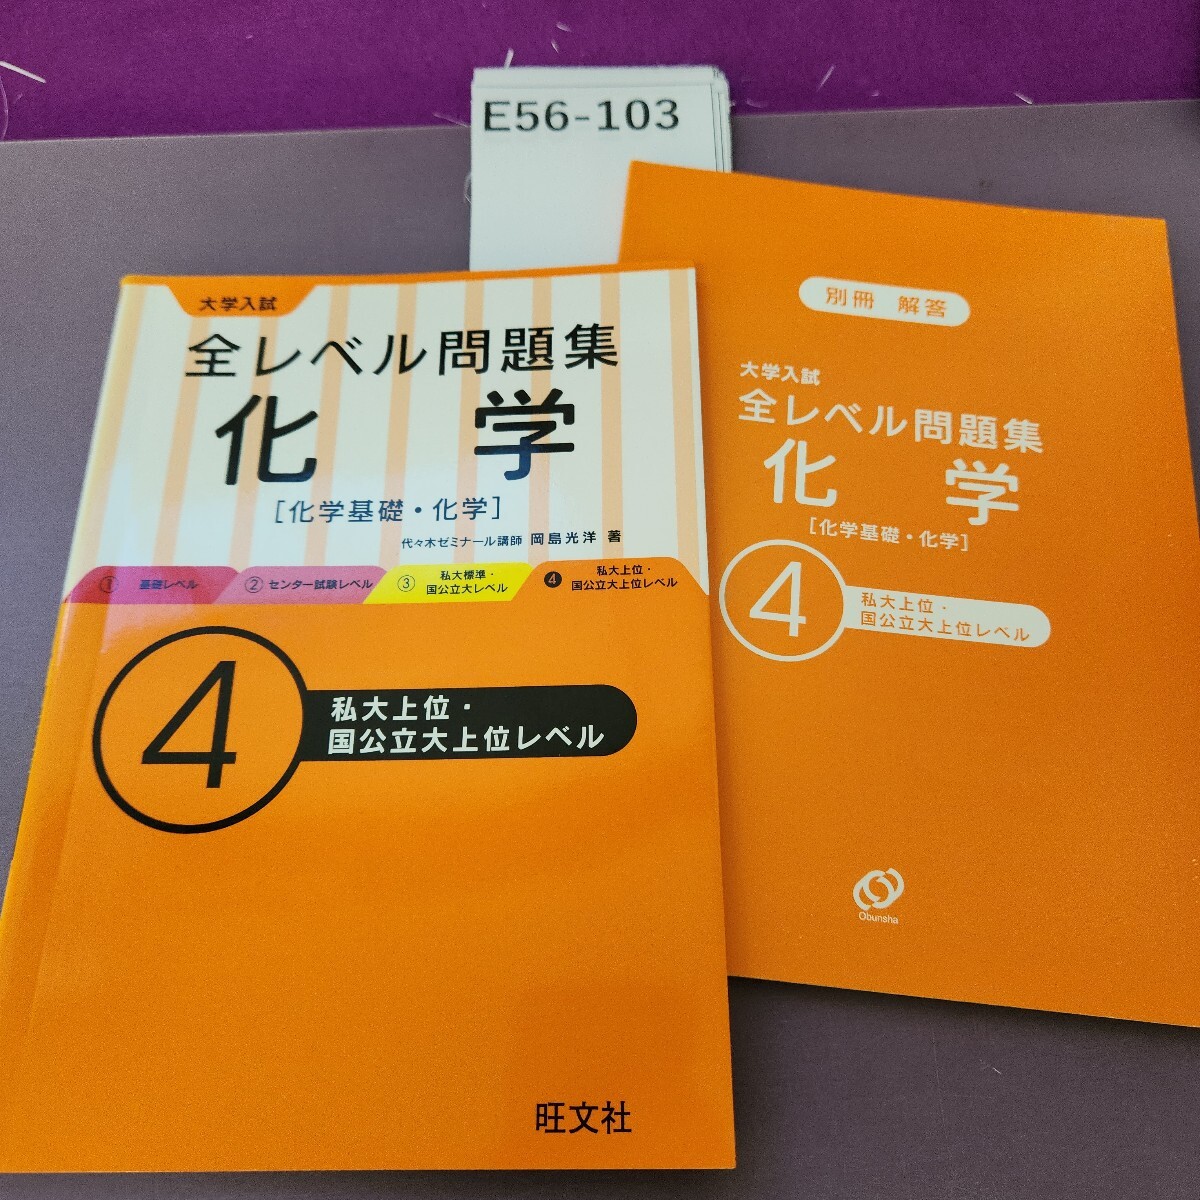 E56-103
大学入試
全レベル問題集
化 学
[化学基礎・化学]
代々木ゼミナール講師 岡島光洋 著
① 基礎レベル
② センター試験レベル
③ 私大標準・
国公立大レベル
❹ 私大上位・
国公立大上位レベル
4
私大上位・
国公立大上位レベル
旺文社
別冊 解答
大学入試
全レベル問題集
化 学
[化学基礎・化学]
4
私大上位・
国公立大上位レベル
Obunsha